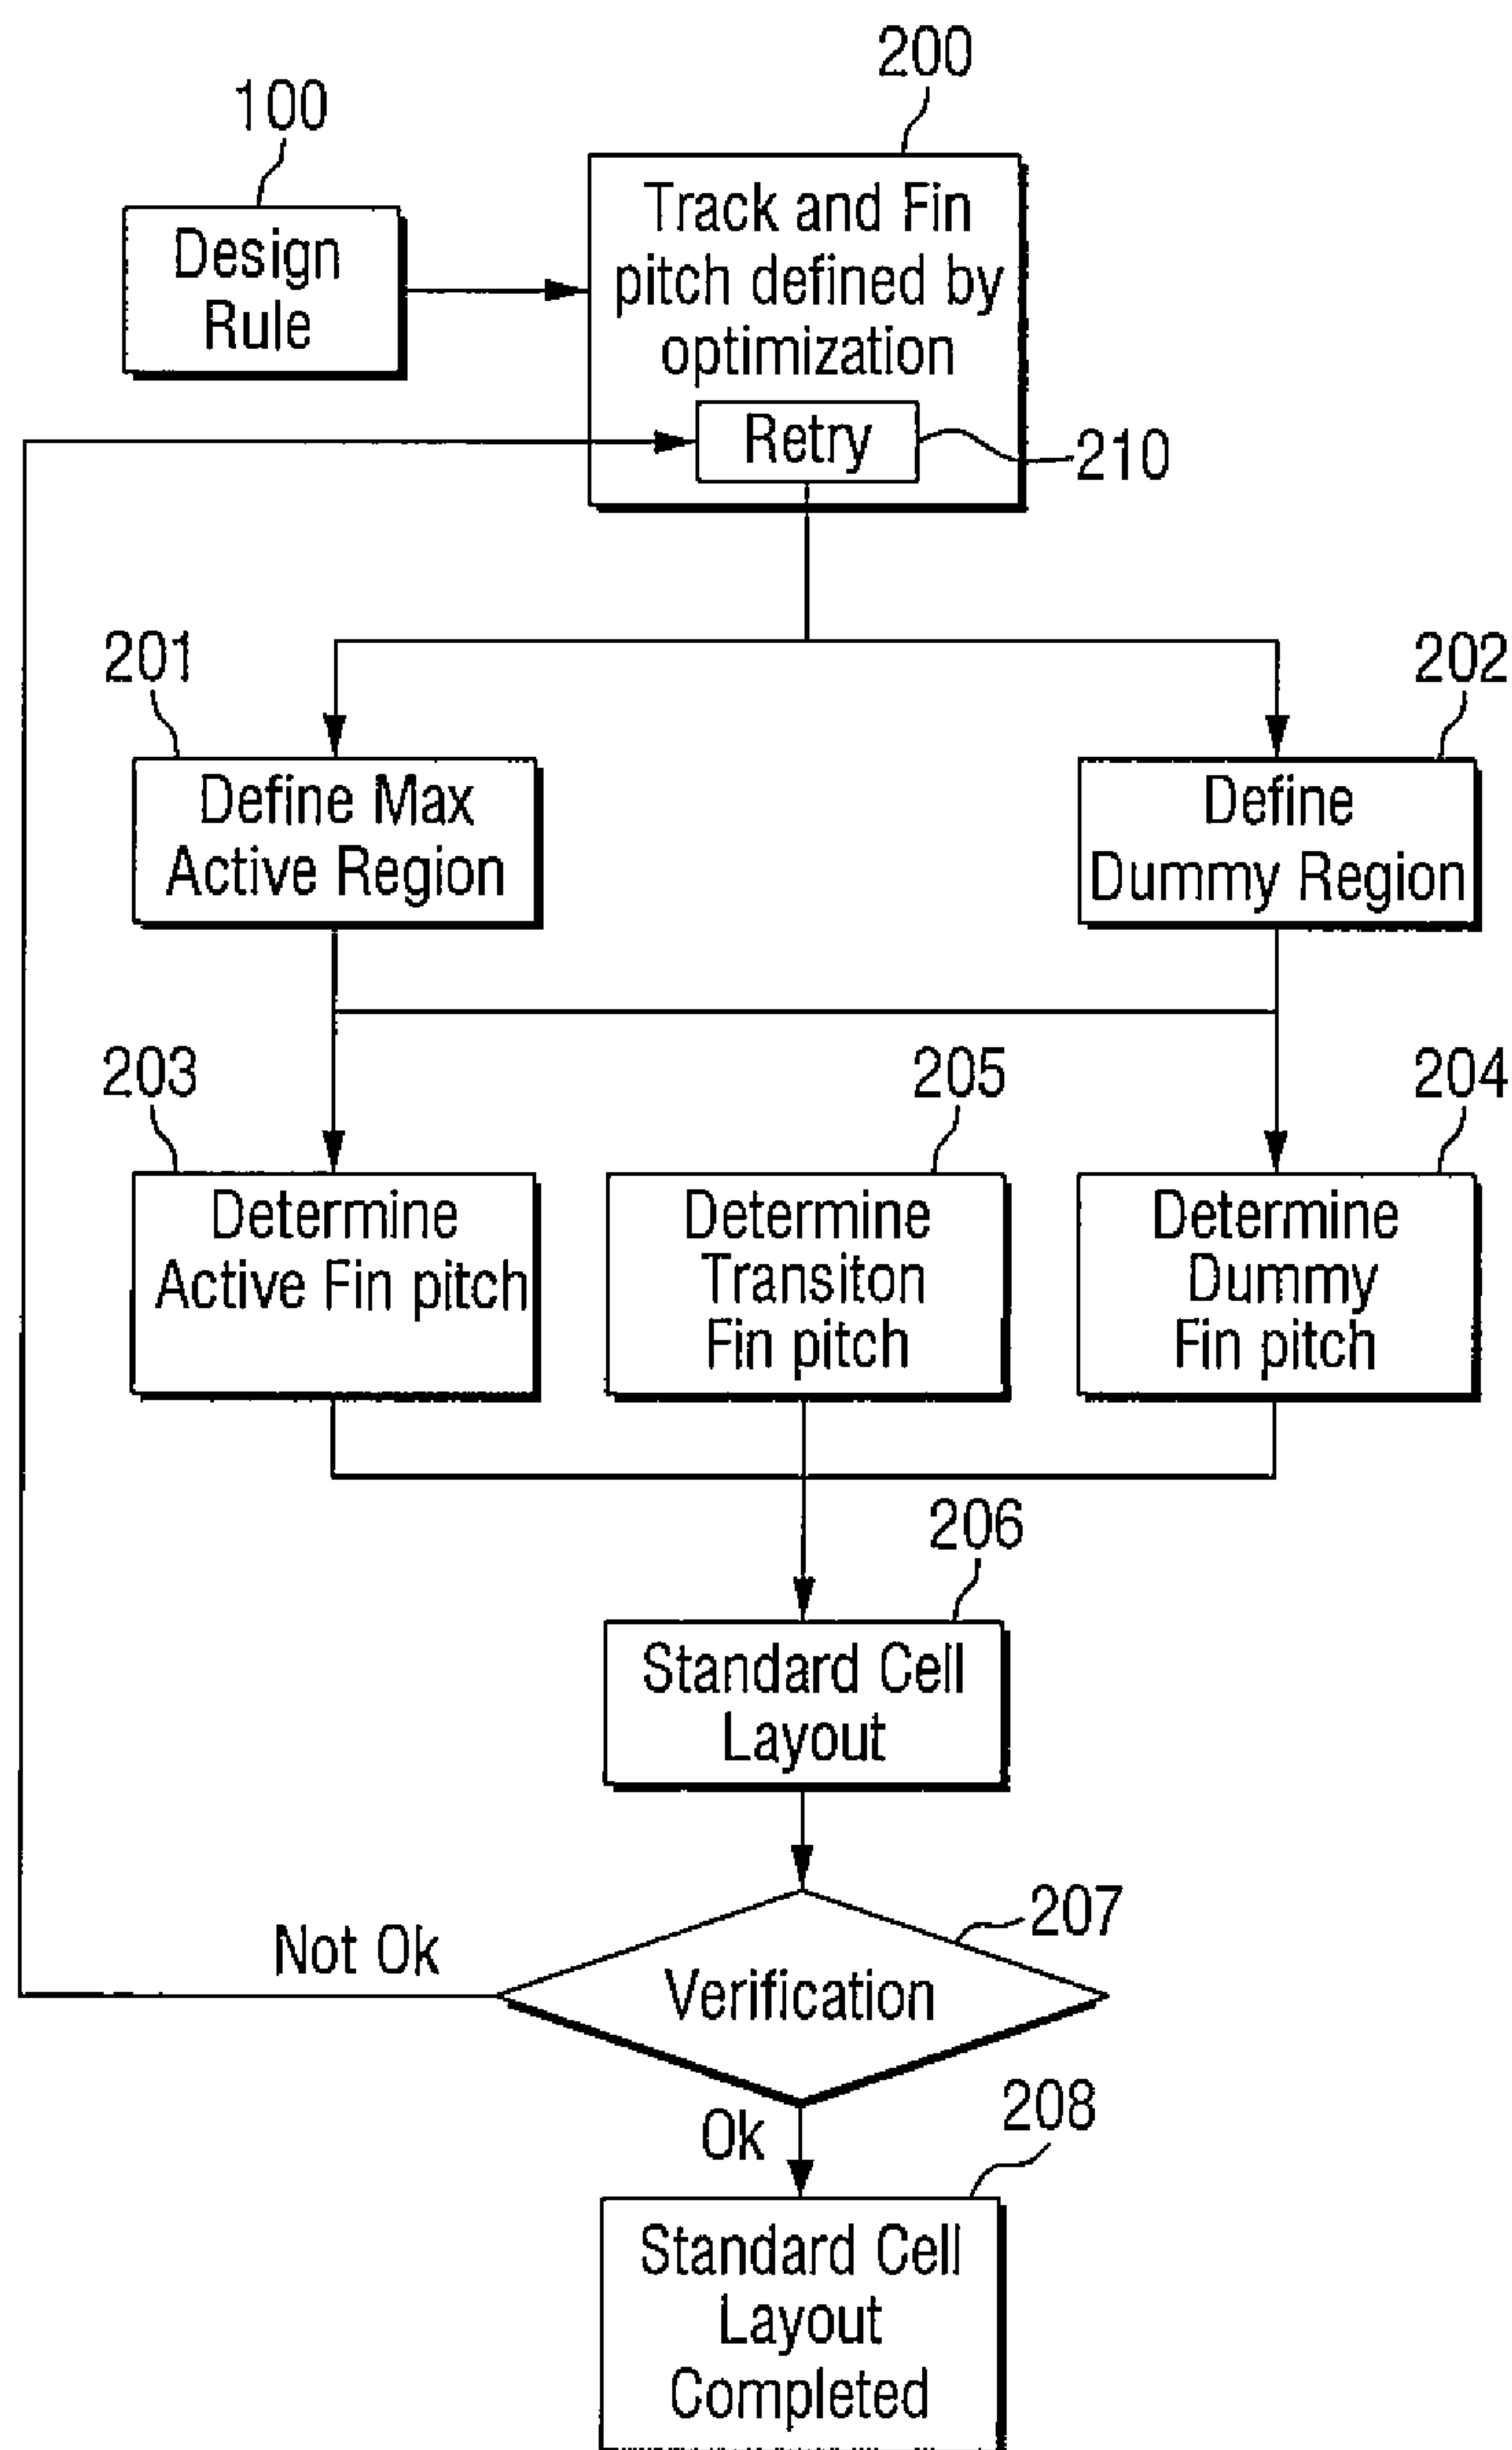 200
100
Track and Fin
pitch defined by
optimization
Design
Rule
Retry
210
201
202
Define Max
Active Region
Define
Dummy Region
203
205
204
Determine
Active Fin pitch
Determine
Transiton
Fin pitch
Determine
Dummy
Fin pitch
206
Standard Cell
Layout
207
Not Ok
Verification
208
Ok
Standard Cell
Layout
Completed